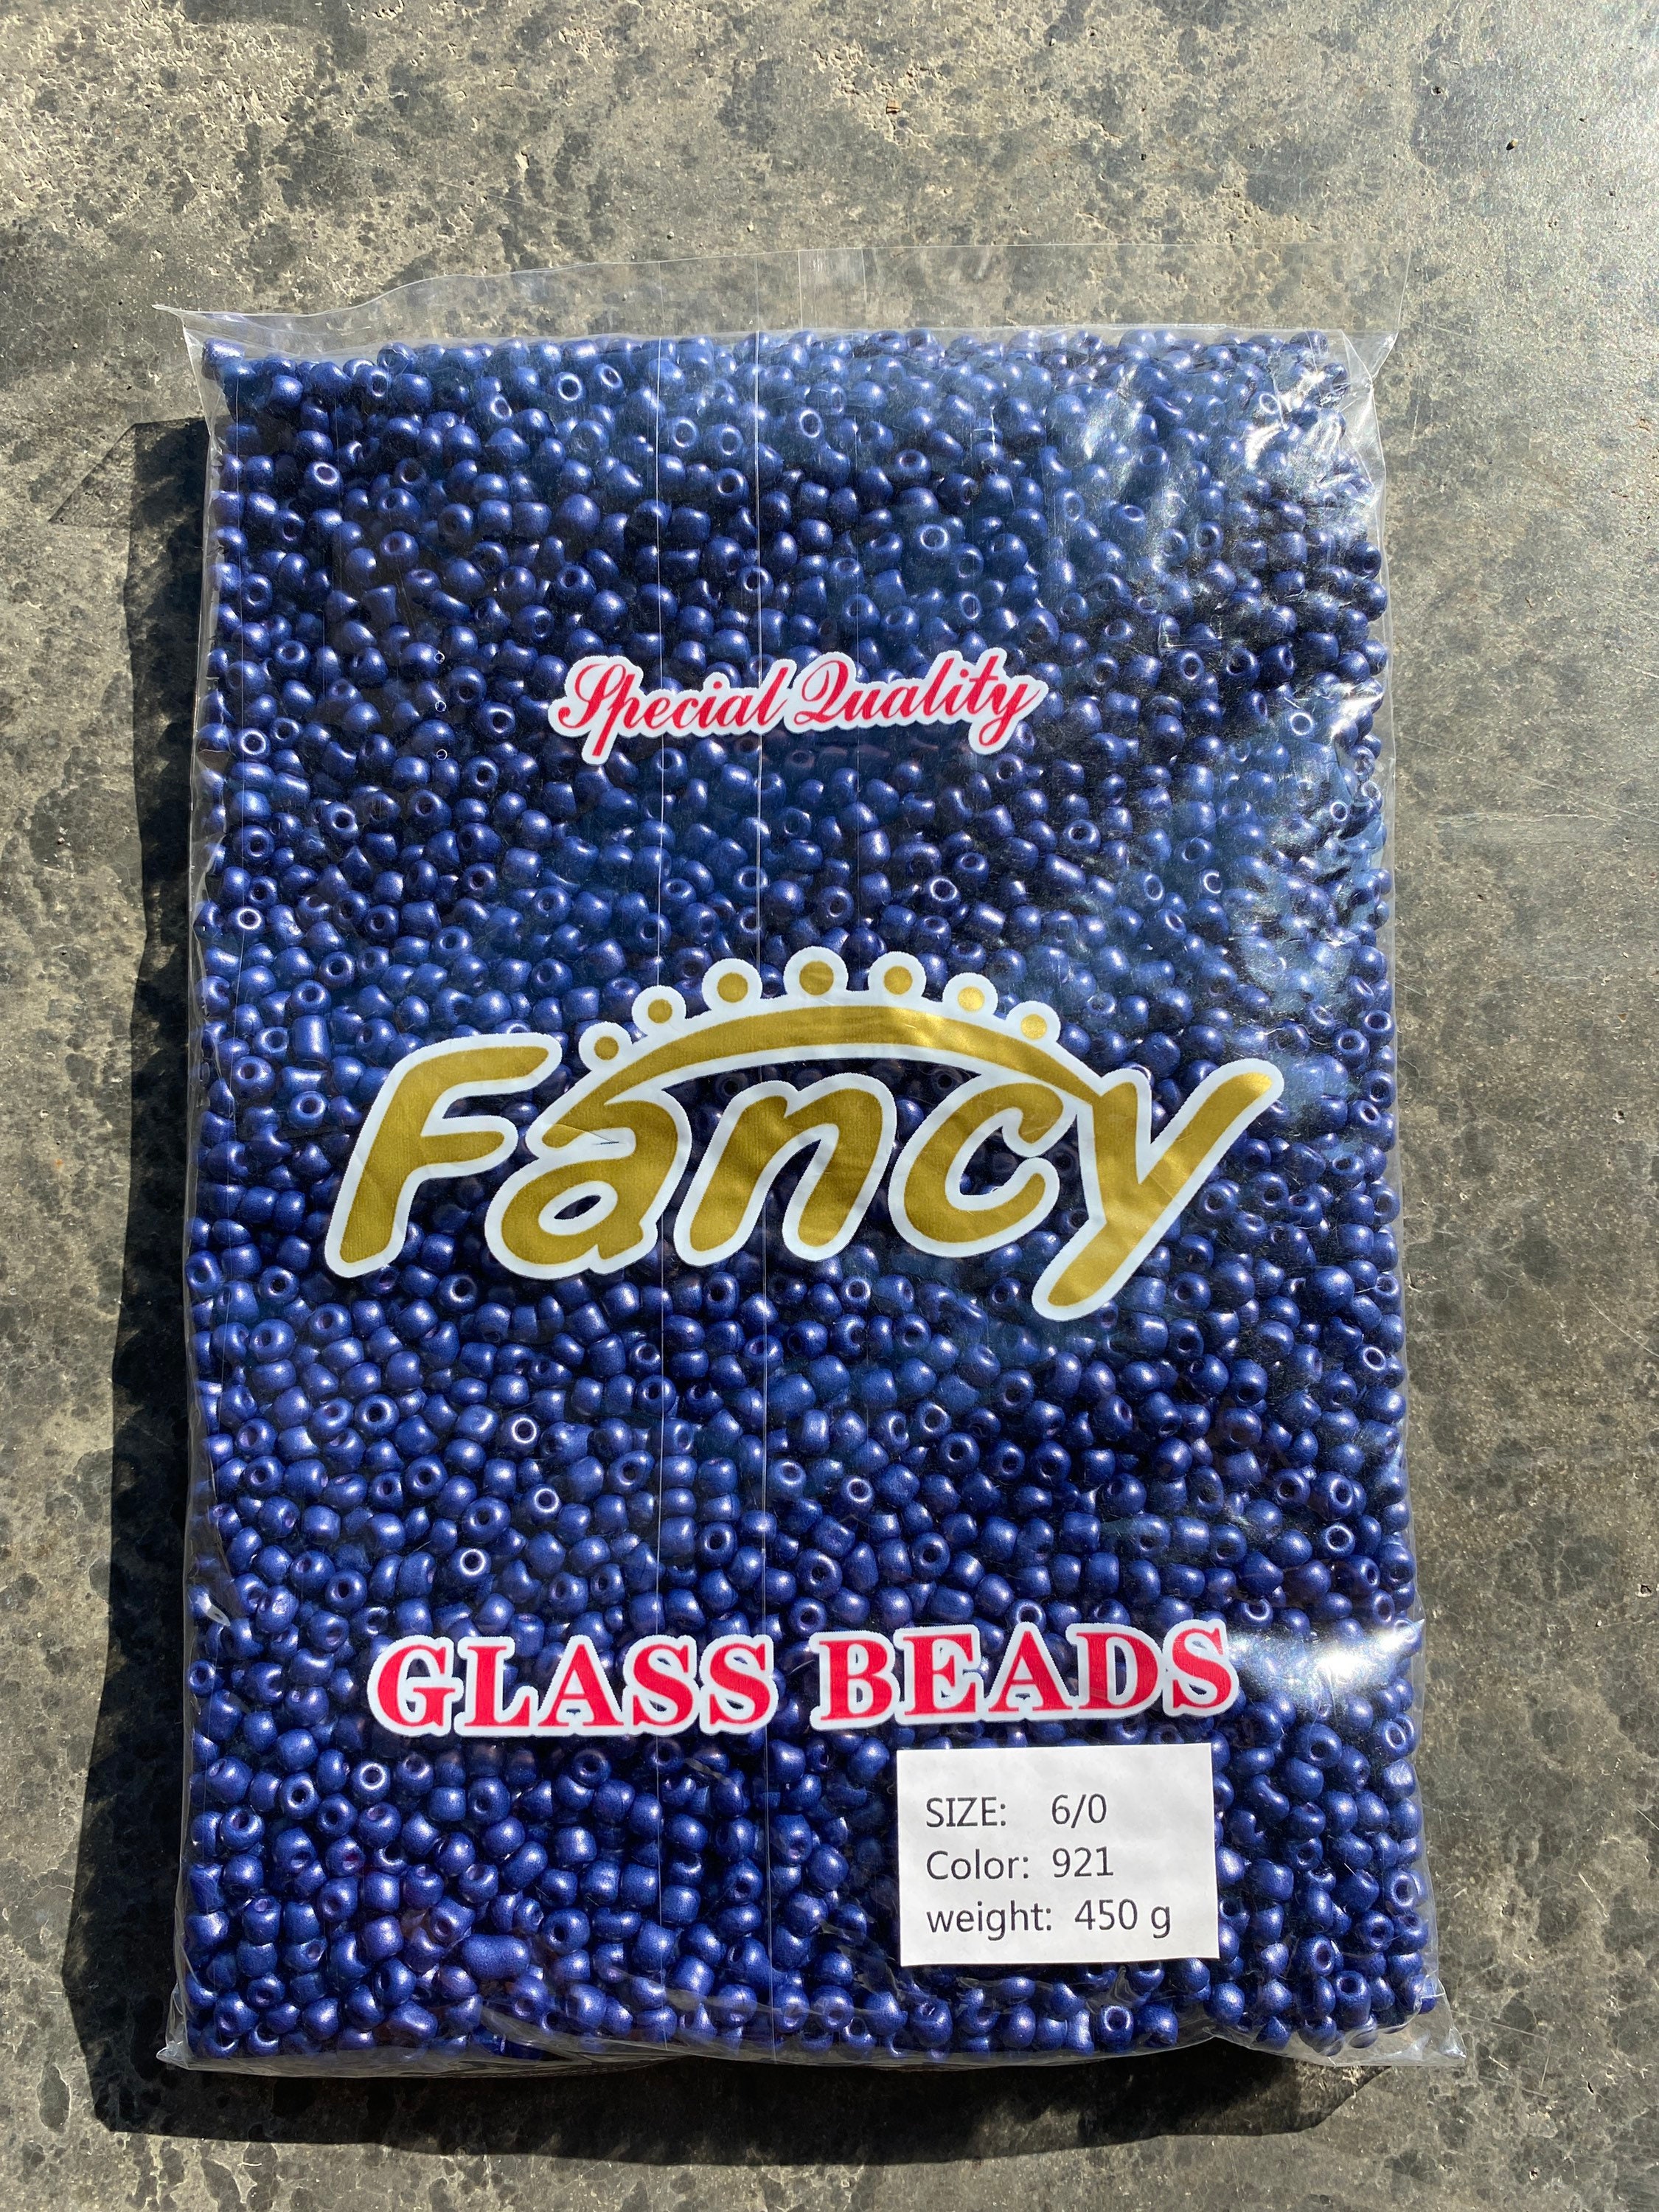 Special Quality
Fancy
GLASS BEADS
SIZE: 6/0
Color: 921
weight: 450 g